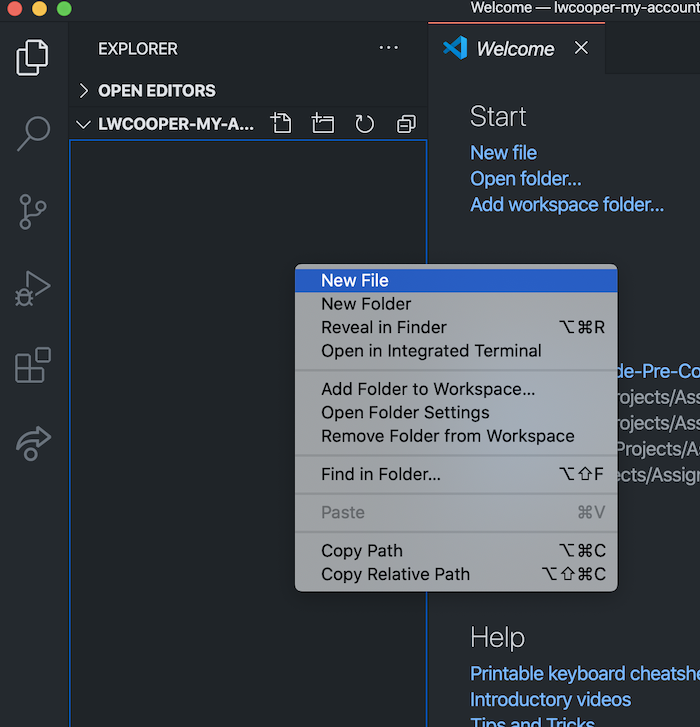 Welcome — lwcooper-my-account
EXPLORER
OPEN EDITORS
LWCOOPER-MY-A...
Welcome
Start
New file
Open folder...
Add workspace folder...
New File
New Folder
Reveal in Finder ⌥⌘R
Open in Integrated Terminal
Add Folder to Workspace...
Open Folder Settings
Remove Folder from Workspace
Find in Folder... ⌥⇧F
Paste ⌘V
Copy Path ⌥⌘C
Copy Relative Path ⌥⇧⌘C
de-Pre-Co
rojects/Ass
rojects/Ass
Projects/A
ects/Assig
Help
Printable keyboard cheatshe
Introductory videos
Tips and Tricks